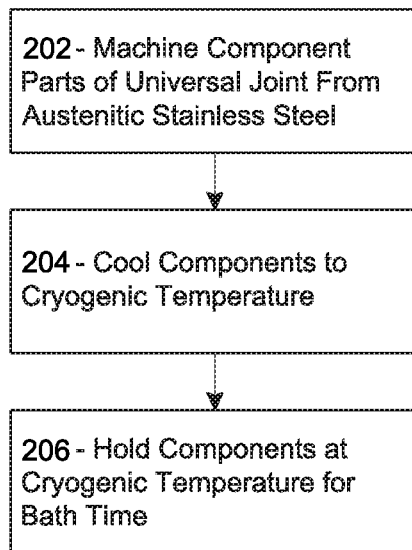 202 - Machine Component
Parts of Universal Joint From
Austenitic Stainless Steel
204 - Cool Components to
Cryogenic Temperature
206 - Hold Components at
Cryogenic Temperature for
Bath Time